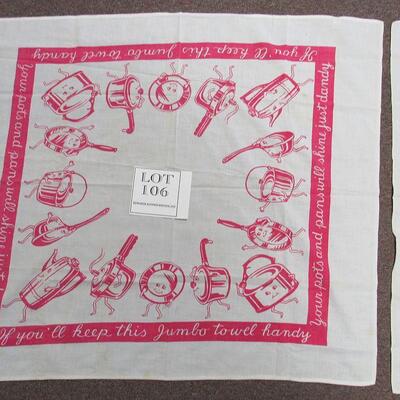 If you'll keep this Jumbo towel handy
your pots and pans will shine just dandy
LOT
106
your pots and pans will shine just
If you'll keep this Jumbo towel handy